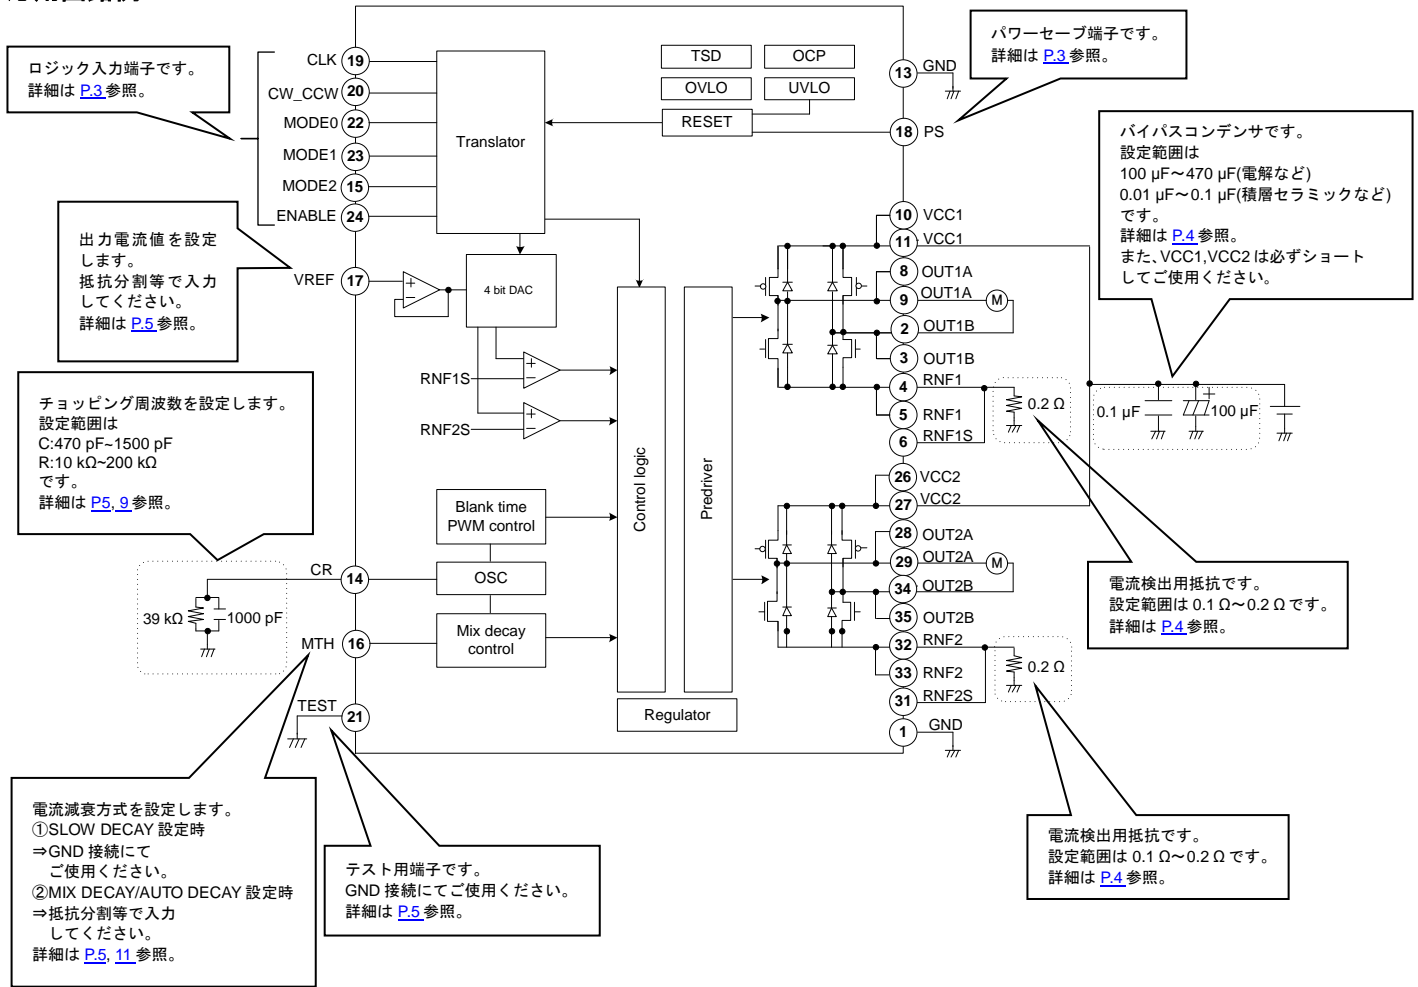 ロジック入力端子です。
詳細は P.3 参照。
CLK 19
CW_CCW 20
MODE0 22
MODE1 23
MODE2 15
ENABLE 24
出力電流値を設定
します。
抵抗分割等で入力
してください。
詳細は P.5 参照。
VREF 17
チョッピング周波数を設定します。
設定範囲は
C:470 pF~1500 pF
R:10 kΩ~200 kΩ
です。
詳細は P5, 9 参照。
CR 14
39 kΩ
1000 pF
MTH 16
TEST 21
電流減衰方式を設定します。
①SLOW DECAY 設定時
⇒GND 接続にて
ご使用ください。
②MIX DECAY/AUTO DECAY 設定時
⇒抵抗分割等で入力
してください。
詳細は P.5, 11 参照。
テスト用端子です。
GND 接続にてご使用ください。
詳細は P.5 参照。
Translator
TSD
OCP
OVLO
UVLO
RESET
+
−
4 bit DAC
RNF1S
+
−
RNF2S
+
−
Blank time
PWM control
OSC
Mix decay
control
Control logic
Predriver
Regulator
13 GND
18 PS
パワーセーブ端子です。
詳細は P.3 参照。
10 VCC1
11 VCC1
8 OUT1A
9 OUT1A
M
2 OUT1B
3 OUT1B
4 RNF1
5 RNF1
6 RNF1S
0.2 Ω
0.1 µF
+
100 µF
バイパスコンデンサです。
設定範囲は
100 µF～470 µF(電解など)
0.01 µF～0.1 µF(積層セラミックなど)
です。
詳細は P.4 参照。
また、VCC1,VCC2 は必ずショート
してご使用ください。
26 VCC2
27 VCC2
28 OUT2A
29 OUT2A
M
34 OUT2B
35 OUT2B
32 RNF2
33 RNF2
31 RNF2S
0.2 Ω
1 GND
電流検出用抵抗です。
設定範囲は 0.1 Ω～0.2 Ω です。
詳細は P.4 参照。
電流検出用抵抗です。
設定範囲は 0.1 Ω～0.2 Ω です。
詳細は P.4 参照。